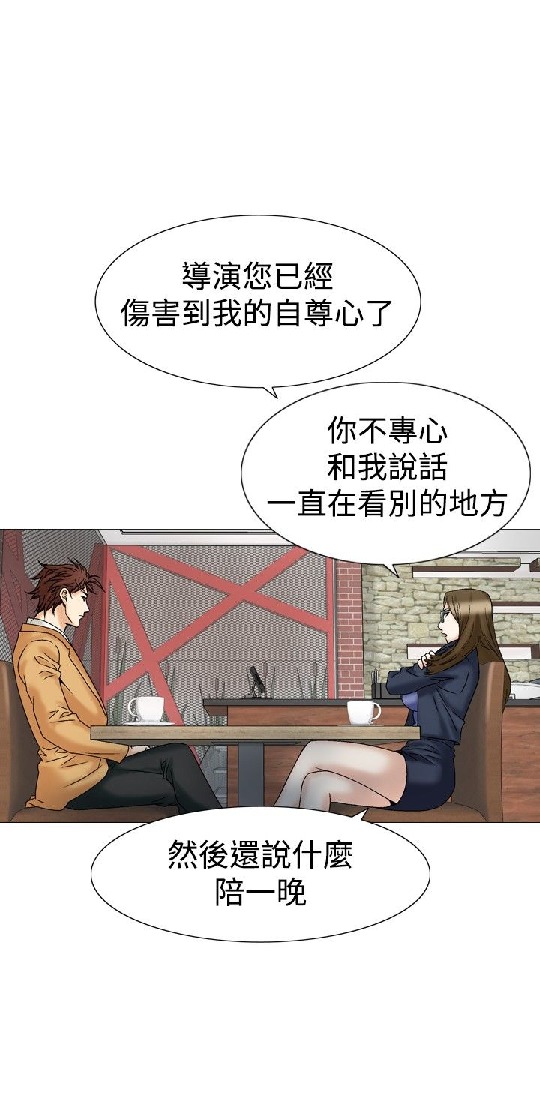 導演您已經
傷害到我的自尊心了
你不專心
和我說話
一直在看別的地方
然後還說什麼
陪一晚